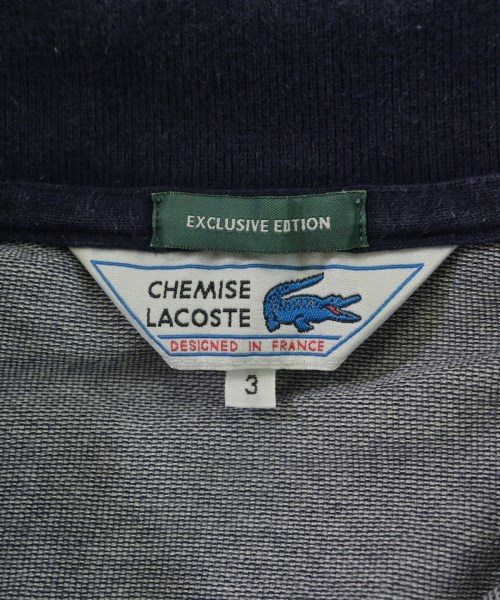 EXCLUSIVE EDITION
CHEMISE
LACOSTE
DESIGNED IN FRANCE
3